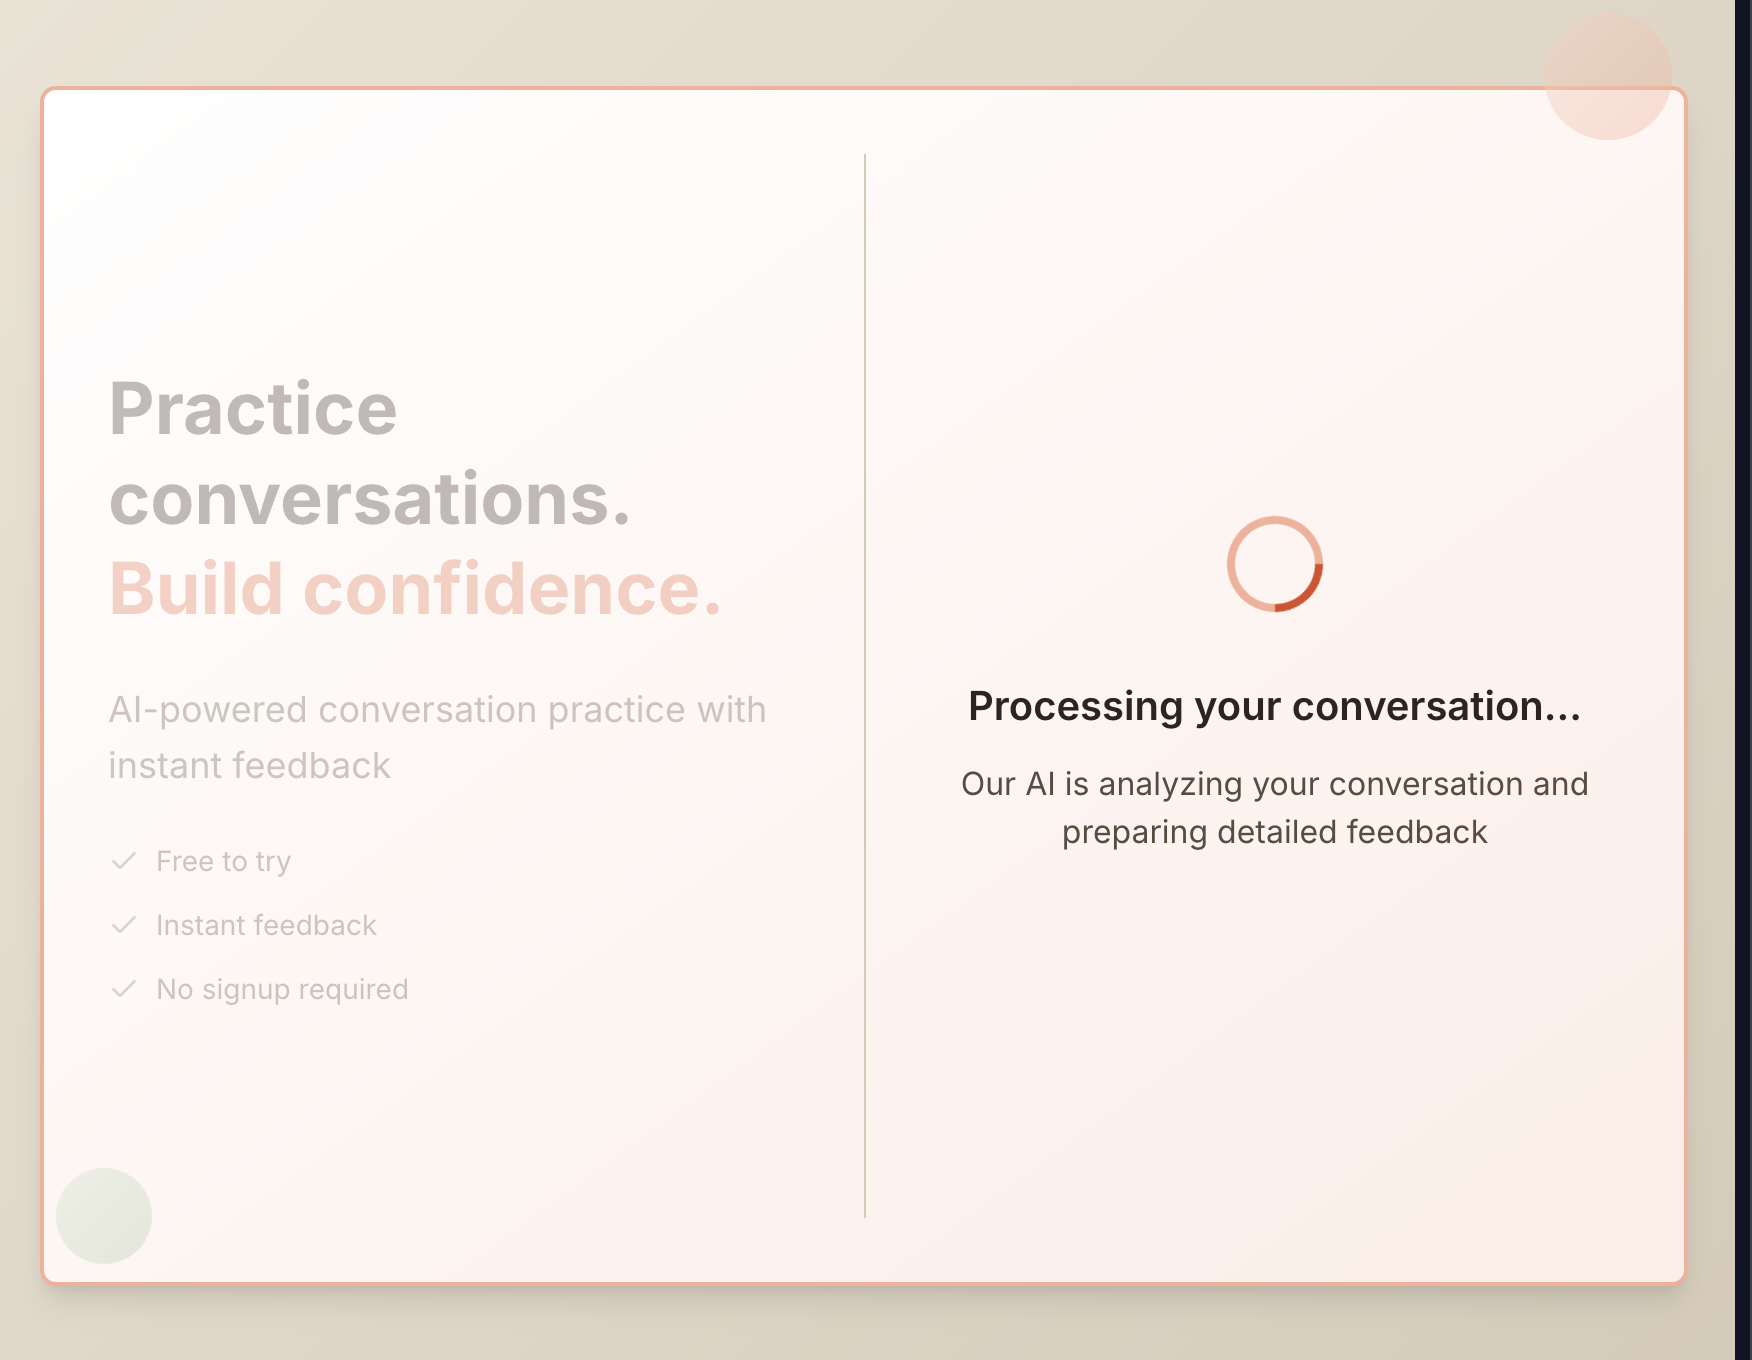 Practice
conversations.
Build confidence.
AI-powered conversation practice with
instant feedback
Free to try
Instant feedback
No signup required
Processing your conversation...
Our AI is analyzing your conversation and
preparing detailed feedback